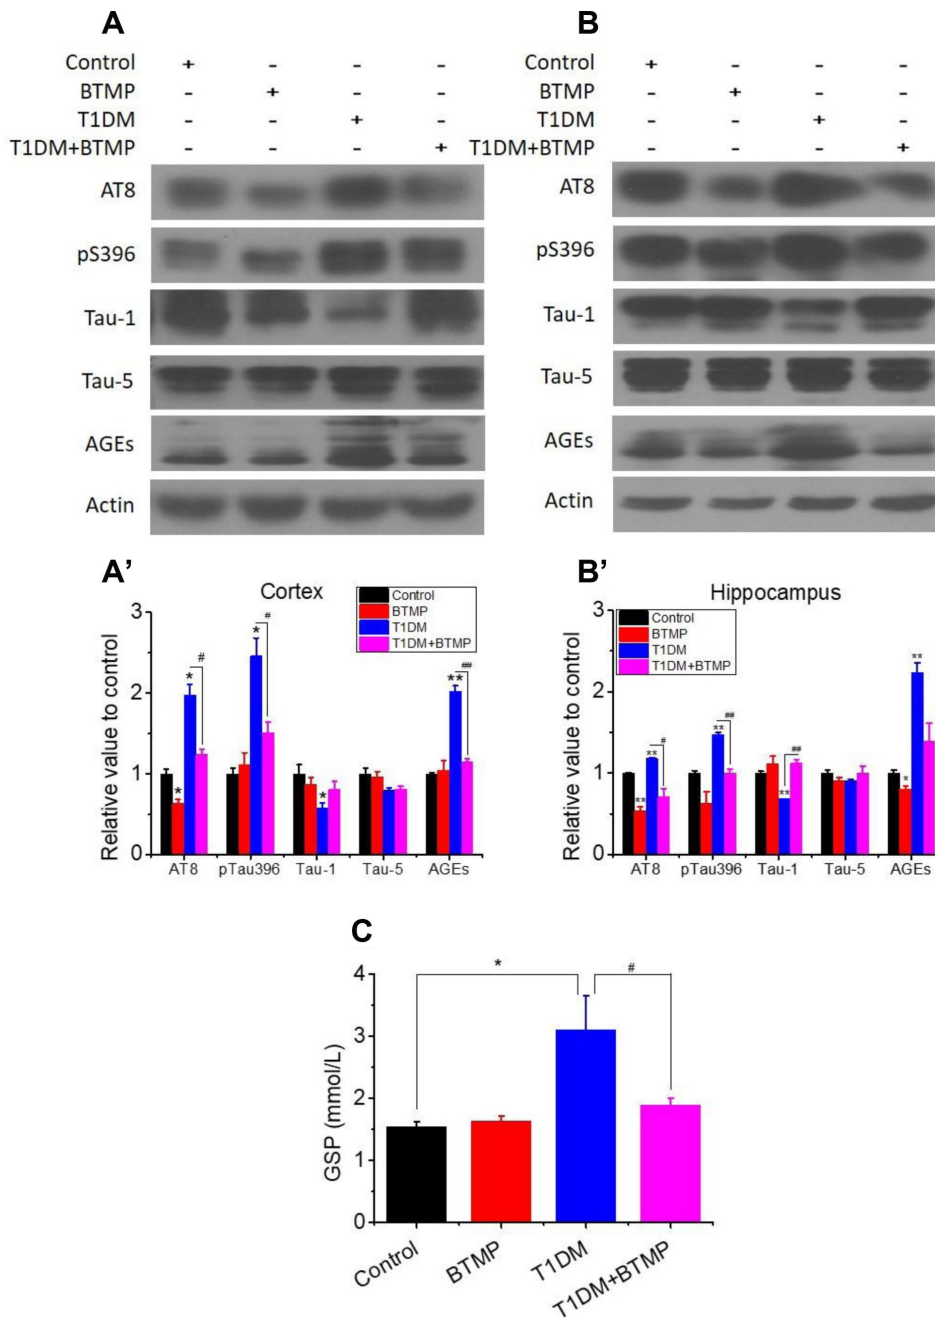 A
Control + - - -
BTMP - + - -
T1DM - - + -
T1DM+BTMP - - - +
AT8
pS396
Tau-1
Tau-5
AGEs
Actin
B
Control + - - -
BTMP - + - -
T1DM - - + -
T1DM+BTMP - - - +
AT8
pS396
Tau-1
Tau-5
AGEs
Actin
A’
Cortex
Control
BTMP
T1DM
T1DM+BTMP
Relative value to control
3
2
1
0
* * # * # * ** ##
AT8 pTau396 Tau-1 Tau-5 AGEs
B’
Hippocampus
Control
BTMP
T1DM
T1DM+BTMP
Relative value to control
3
2
1
0
** ** # ** ## ** ## * **
AT8 pTau396 Tau-1 Tau-5 AGEs
C
* #
GSP (mmol/L)
4
3
2
1
0
Control BTMP T1DM T1DM+BTMP